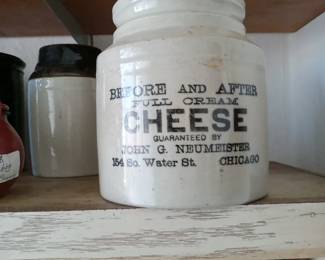 BEFORE AND AFTER
FULL CREAM
CHEESE
GUARANTEED BY
JOHN G. NEUMEISTER
154 So. Water St. CHICAGO